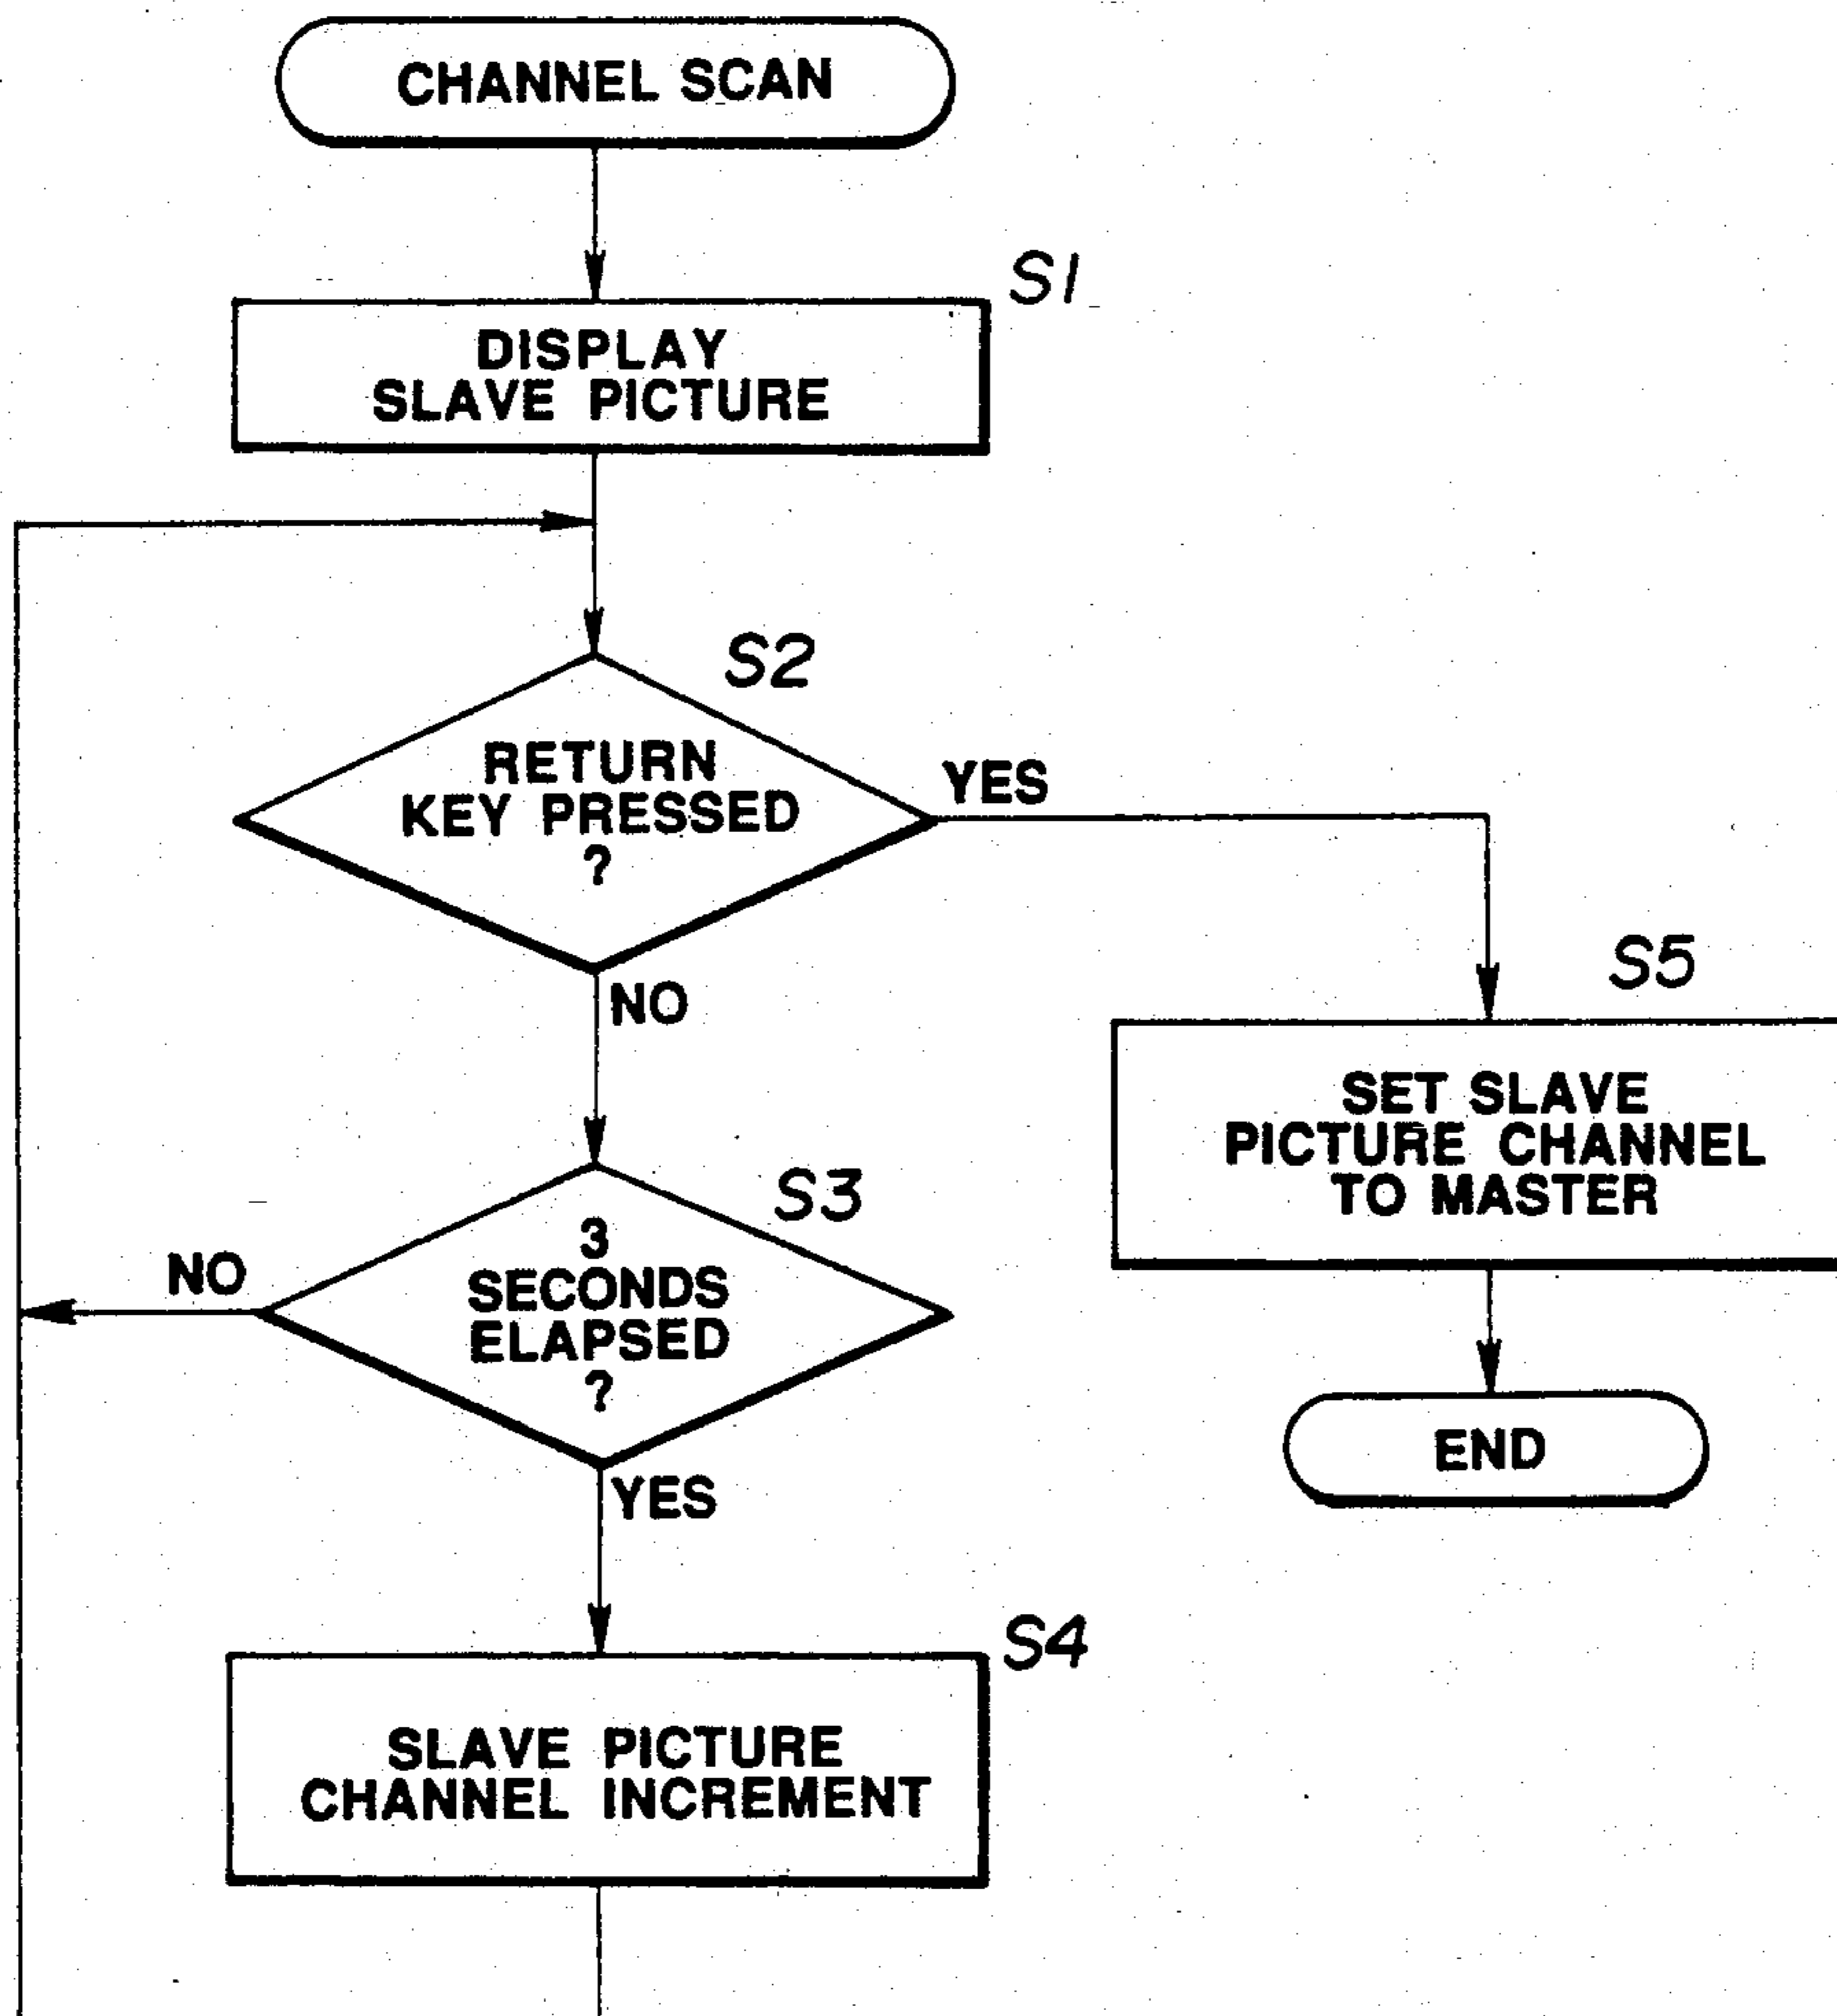 CHANNEL SCAN
S1
DISPLAY
SLAVE PICTURE
S2
RETURN
KEY PRESSED
?
YES
NO
S5
SET SLAVE
PICTURE CHANNEL
TO MASTER
S3
3
SECONDS
ELAPSED
?
NO
YES
END
S4
SLAVE PICTURE
CHANNEL INCREMENT